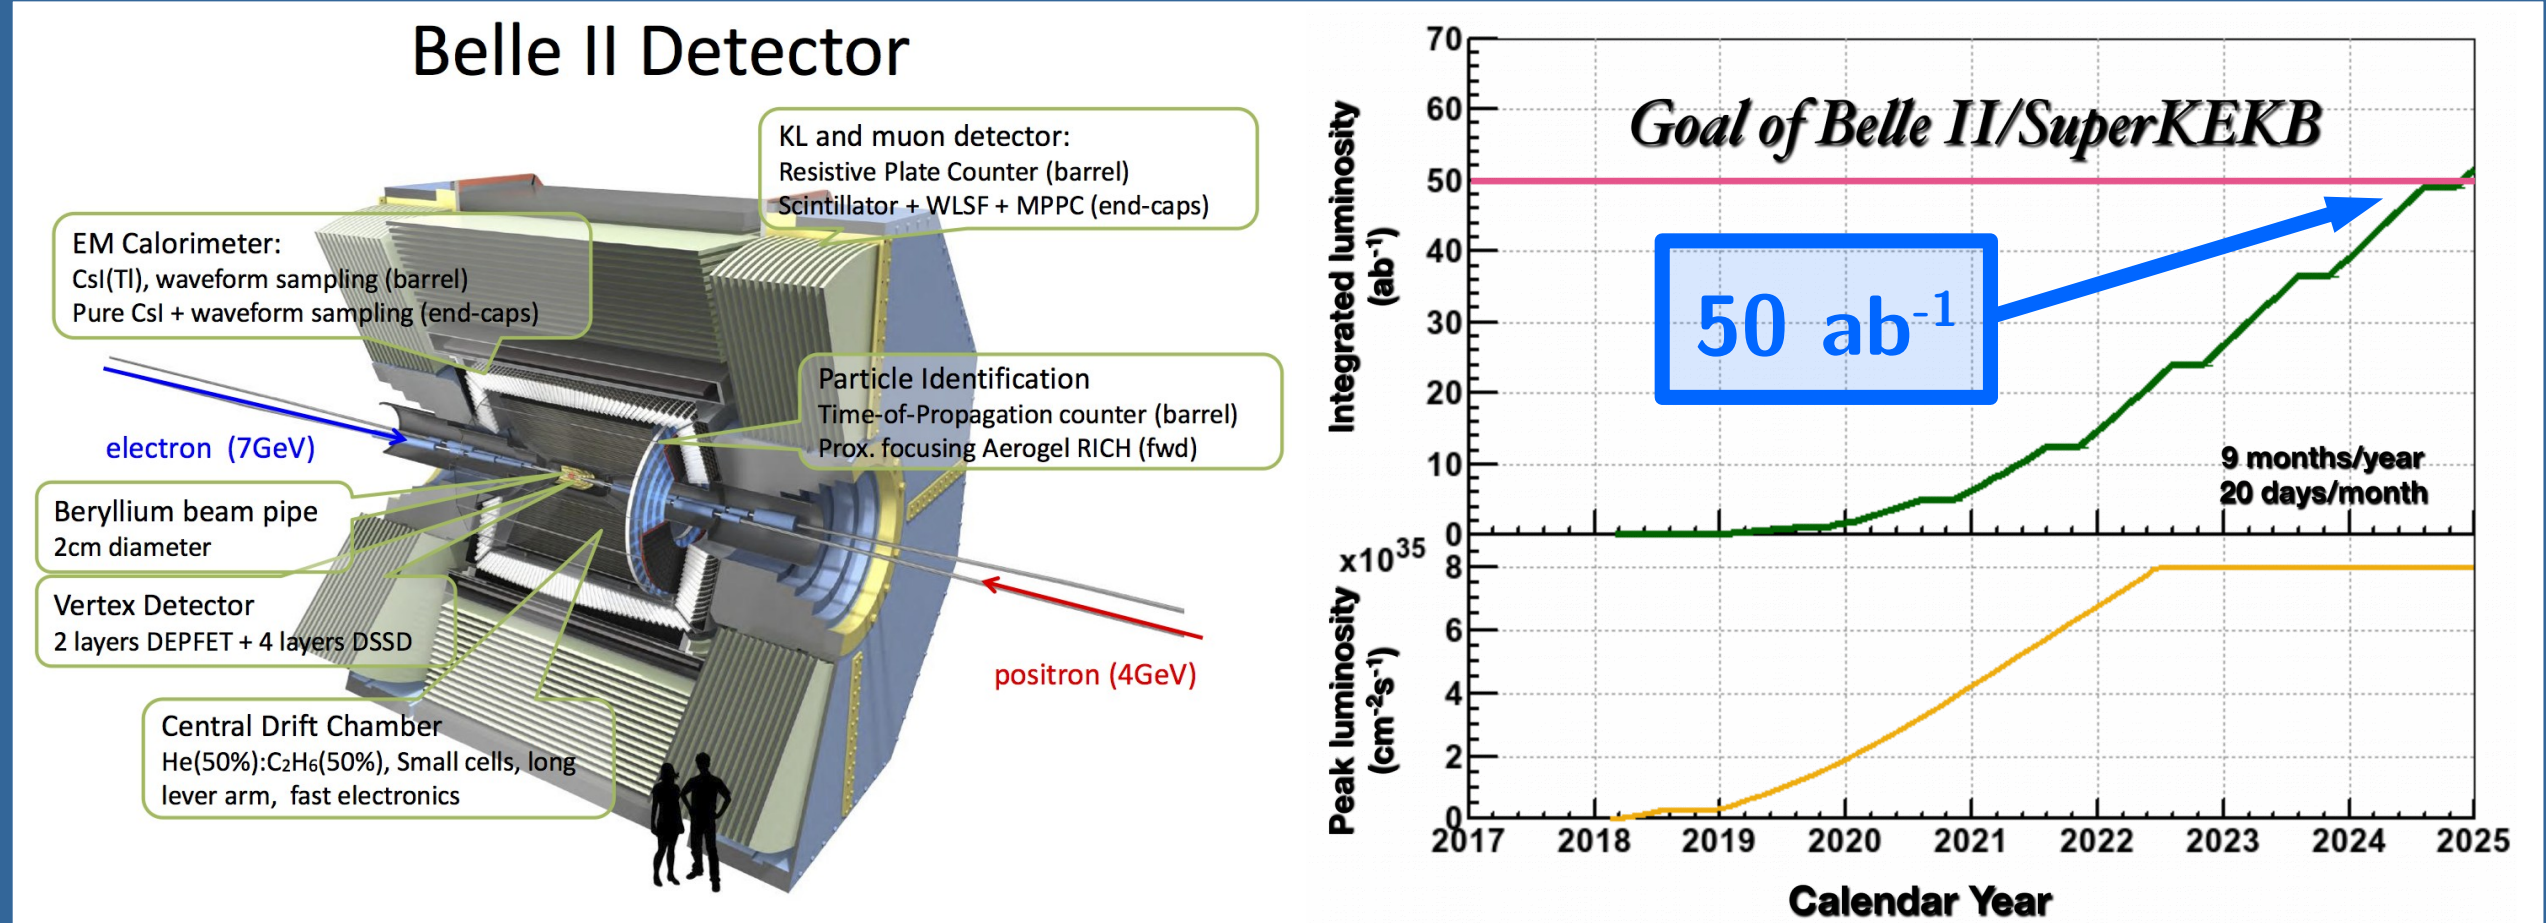 Belle II Detector
KL and muon detector:
Resistive Plate Counter (barrel)
Scintillator + WLSF + MPPC (end-caps)
EM Calorimeter:
CsI(Tl), waveform sampling (barrel)
Pure CsI + waveform sampling (end-caps)
Particle Identification
Time-of-Propagation counter (barrel)
Prox. focusing Aerogel RICH (fwd)
electron (7GeV)
Beryllium beam pipe
2cm diameter
Vertex Detector
2 layers DEPFET + 4 layers DSSD
positron (4GeV)
Central Drift Chamber
He(50%):C₂H₆(50%), Small cells, long
lever arm, fast electronics
Goal of Belle II/SuperKEKB
Integrated luminosity
(ab⁻¹)
70
60
50
40
30
20
10
0
50 ab⁻¹
9 months/year
20 days/month
Peak luminosity
(cm⁻²s⁻¹)
x10³⁵
8
6
4
2
0
2017 2018 2019 2020 2021 2022 2023 2024 2025
Calendar Year